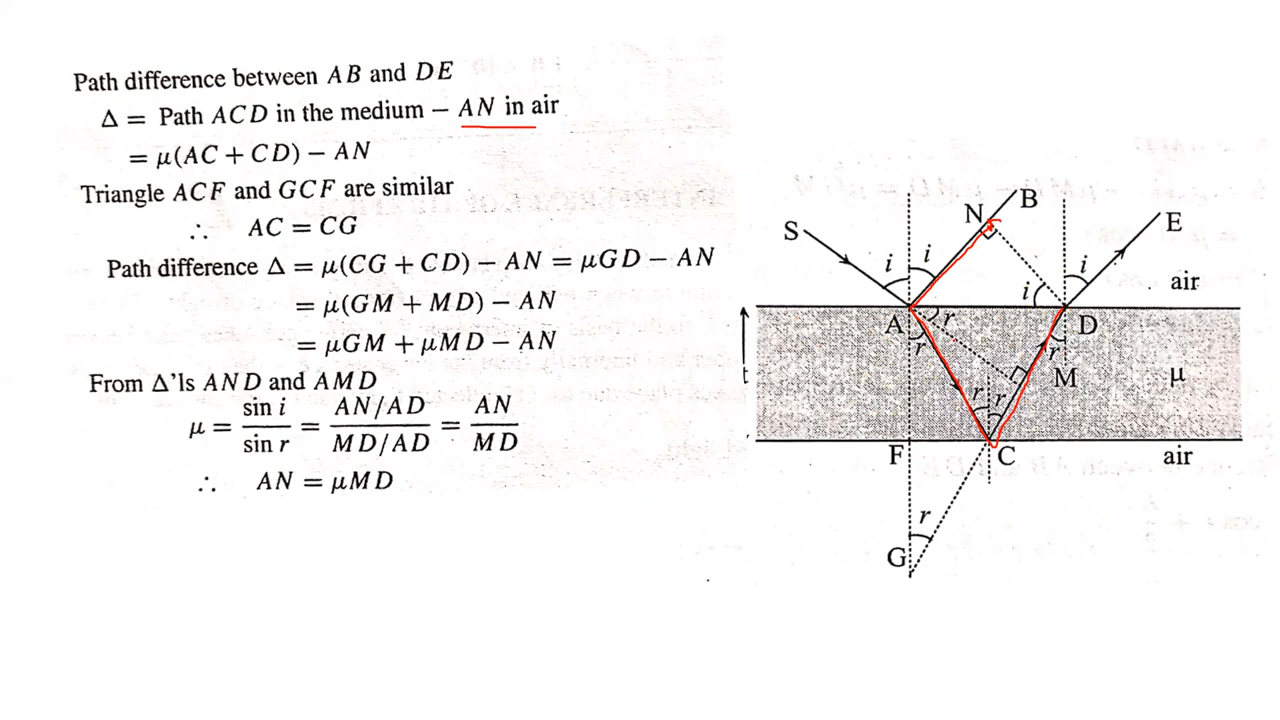 Path difference between AB and DE
Δ = Path ACD in the medium − AN in air
= μ(AC + CD) − AN
Triangle ACF and GCF are similar
∴ AC = CG
Path difference Δ = μ(CG + CD) − AN = μGD − AN
= μ(GM + MD) − AN
= μGM + μMD − AN
From Δ'ls AND and AMD
μ = sin i / sin r = AN/AD / MD/AD = AN / MD
∴ AN = μMD
S
N
B
E
i
i
i
i
air
A
r
D
r
r
M
μ
t
r
r
F
C
air
r
G